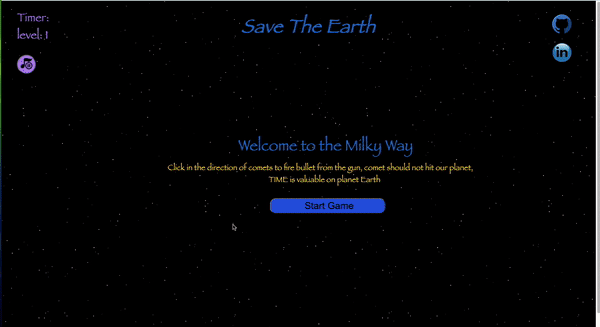 Timer:
Save The Earth
level: 1
in
Welcome to the Milky Way
Click in the direction of comets to fire bullet from the gun, comet should not hit our planet,
TIME is valuable on planet Earth
Start Game